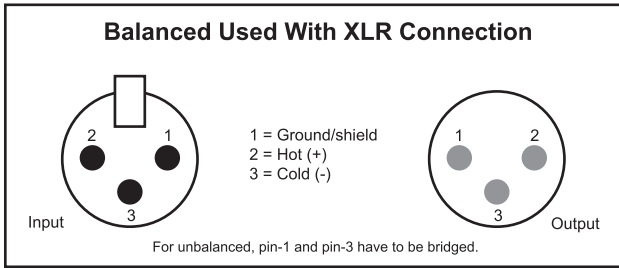 Balanced Used With XLR Connection
2 1
3
Input
1 = Ground/shield
2 = Hot (+)
3 = Cold (-)
1 2
3
Output
For unbalanced, pin-1 and pin-3 have to be bridged.